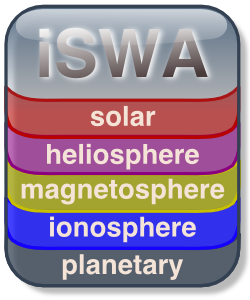 iSWA
solar
heliosphere
magnetosphere
ionosphere
planetary